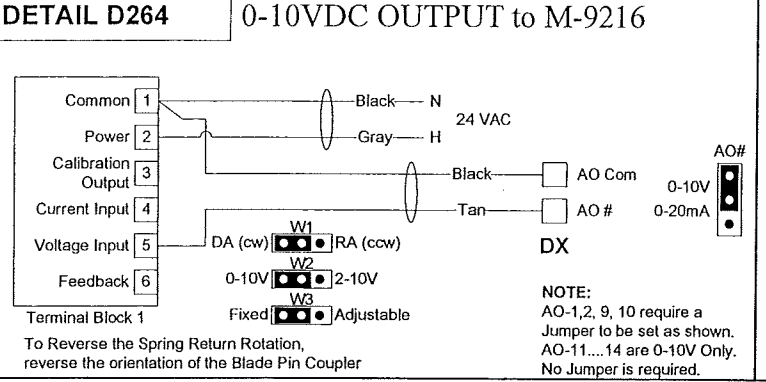 DETAIL D264
0-10VDC OUTPUT to M-9216
Common 1
Black N
24 VAC
Power 2
Gray H
Calibration
Output 3
Black AO Com
Current Input 4
Tan AO #
Voltage Input 5
Feedback 6
Terminal Block 1
W1
DA (cw) RA (ccw)
W2
0-10V 2-10V
W3
Fixed Adjustable
DX
AO#
0-10V
0-20mA
To Reverse the Spring Return Rotation,
reverse the orientation of the Blade Pin Coupler
NOTE:
AO-1,2, 9, 10 require a
Jumper to be set as shown.
AO-11....14 are 0-10V Only.
No Jumper is required.